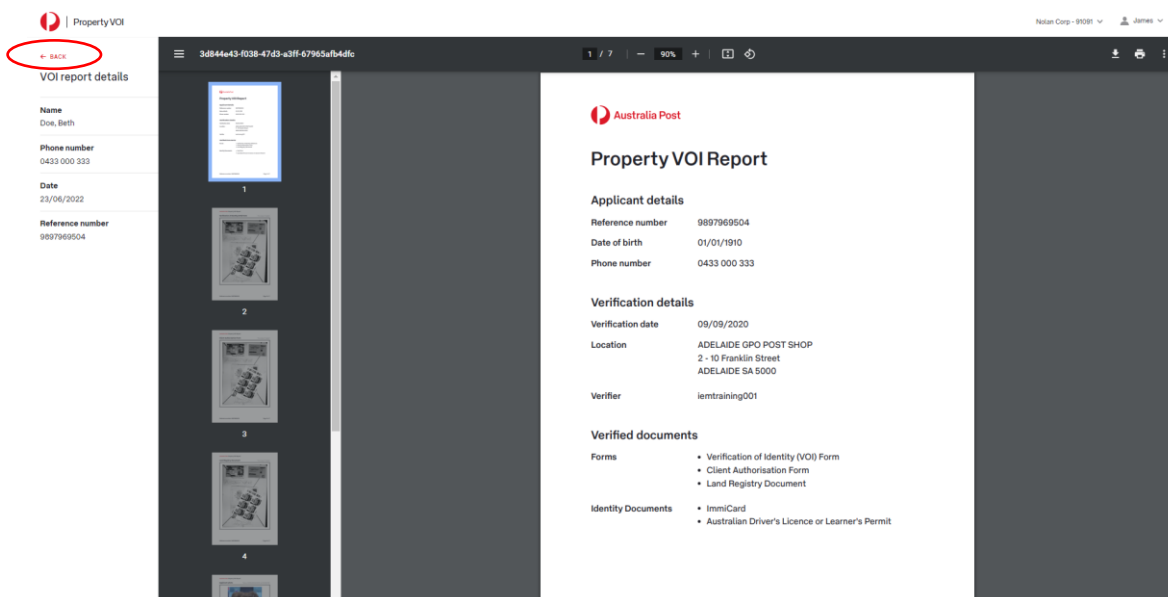 Property VOI
Nolan Corp - 91091
James
← BACK
VOI report details
Name
Doe, Beth
Phone number
0433 000 333
Date
23/06/2022
Reference number
9897969504
3d844e43-f038-47d3-a3ff-67965afb4dfc
1 / 7
90%
1
2
3
4
Australia Post
Property VOI Report
Applicant details
Reference number 9897969504
Date of birth 01/01/1910
Phone number 0433 000 333
Verification details
Verification date 09/09/2020
Location ADELAIDE GPO POST SHOP
2 - 10 Franklin Street
ADELAIDE SA 5000
Verifier iemtraining001
Verified documents
Forms • Verification of Identity (VOI) Form
• Client Authorisation Form
• Land Registry Document
Identity Documents • ImmiCard
• Australian Driver's Licence or Learner's Permit